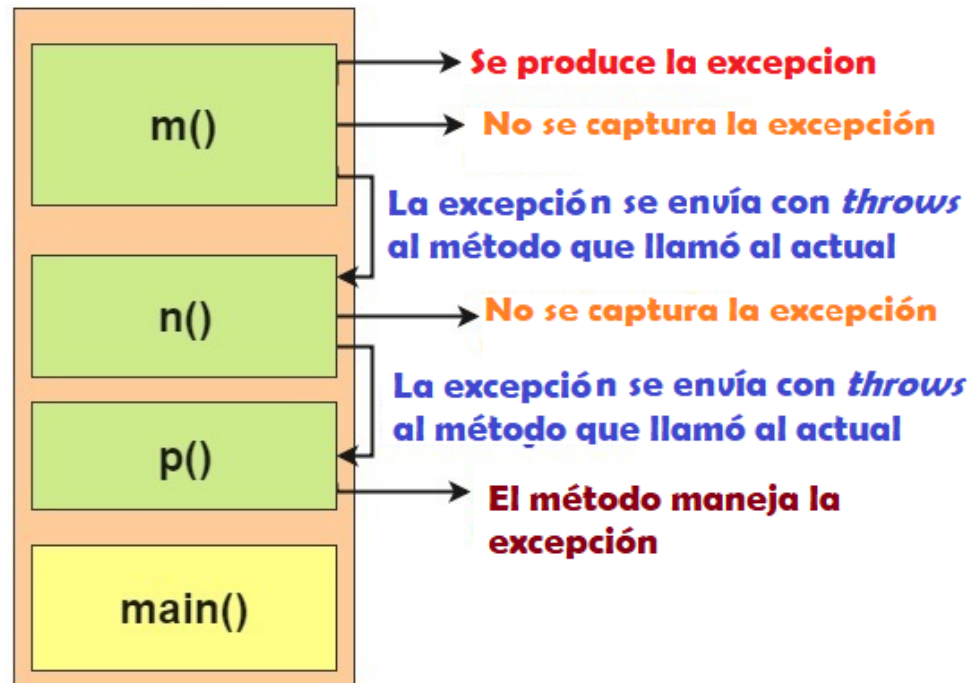 m()
Se produce la excepcion
No se captura la excepción
La excepción se envía con throws
al método que llamó al actual
n()
No se captura la excepción
La excepción se envía con throws
al método que llamó al actual
p()
El método maneja la
excepción
main()